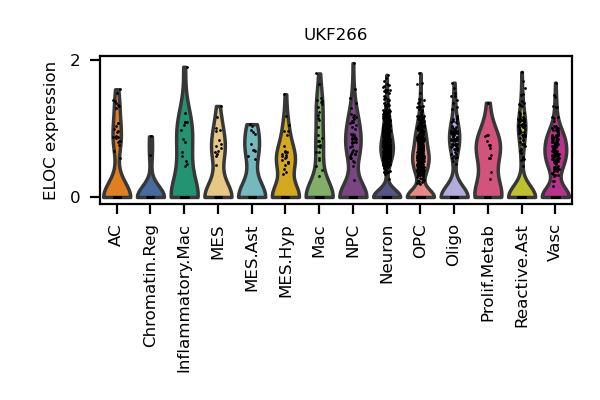 UKF266
ELOC expression
2
0
AC
Chromatin.Reg
Inflammatory.Mac
MES
MES.Ast
MES.Hyp
Mac
NPC
Neuron
OPC
Oligo
Prolif.Metab
Reactive.Ast
Vasc